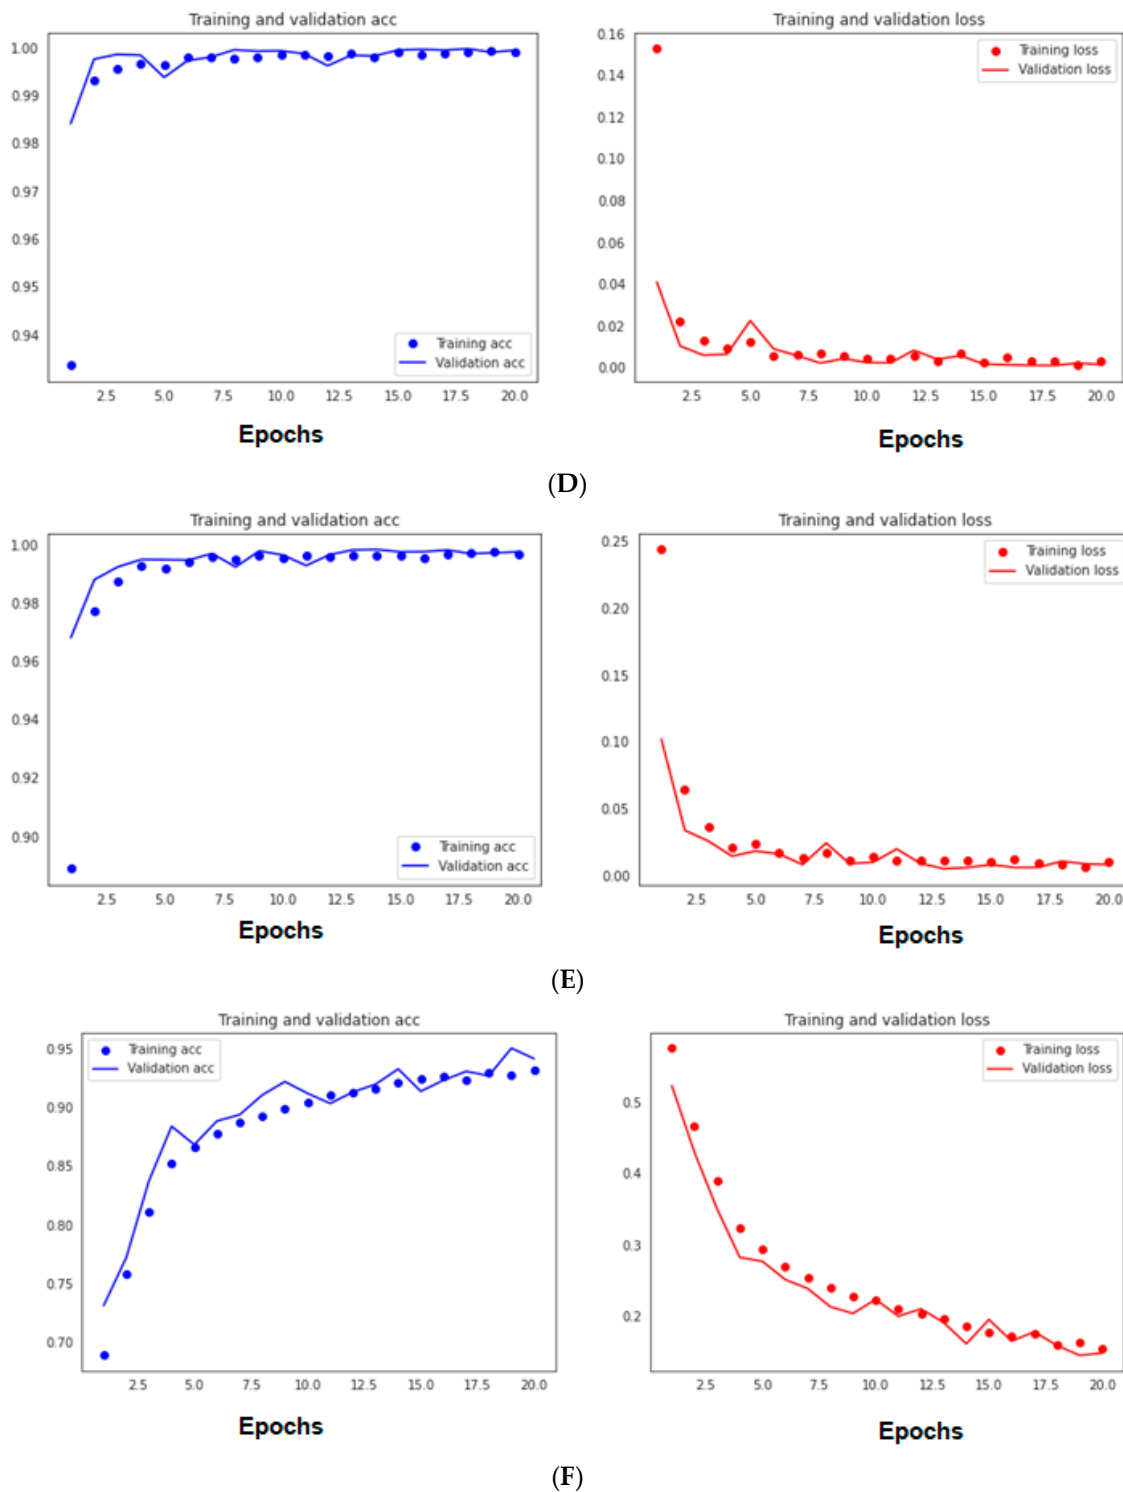 Training and validation acc
1.00
0.99
0.98
0.97
0.96
0.95
0.94
Training acc
Validation acc
2.5 5.0 7.5 10.0 12.5 15.0 17.5 20.0
Epochs
Training and validation loss
0.16
0.14
0.12
0.10
0.08
0.06
0.04
0.02
0.00
Training loss
Validation loss
2.5 5.0 7.5 10.0 12.5 15.0 17.5 20.0
Epochs
(D)
Training and validation acc
1.00
0.98
0.96
0.94
0.92
0.90
Training acc
Validation acc
2.5 5.0 7.5 10.0 12.5 15.0 17.5 20.0
Epochs
Training and validation loss
0.25
0.20
0.15
0.10
0.05
0.00
Training loss
Validation loss
2.5 5.0 7.5 10.0 12.5 15.0 17.5 20.0
Epochs
(E)
Training and validation acc
0.95
0.90
0.85
0.80
0.75
0.70
Training acc
Validation acc
2.5 5.0 7.5 10.0 12.5 15.0 17.5 20.0
Epochs
Training and validation loss
0.5
0.4
0.3
0.2
Training loss
Validation loss
2.5 5.0 7.5 10.0 12.5 15.0 17.5 20.0
Epochs
(F)